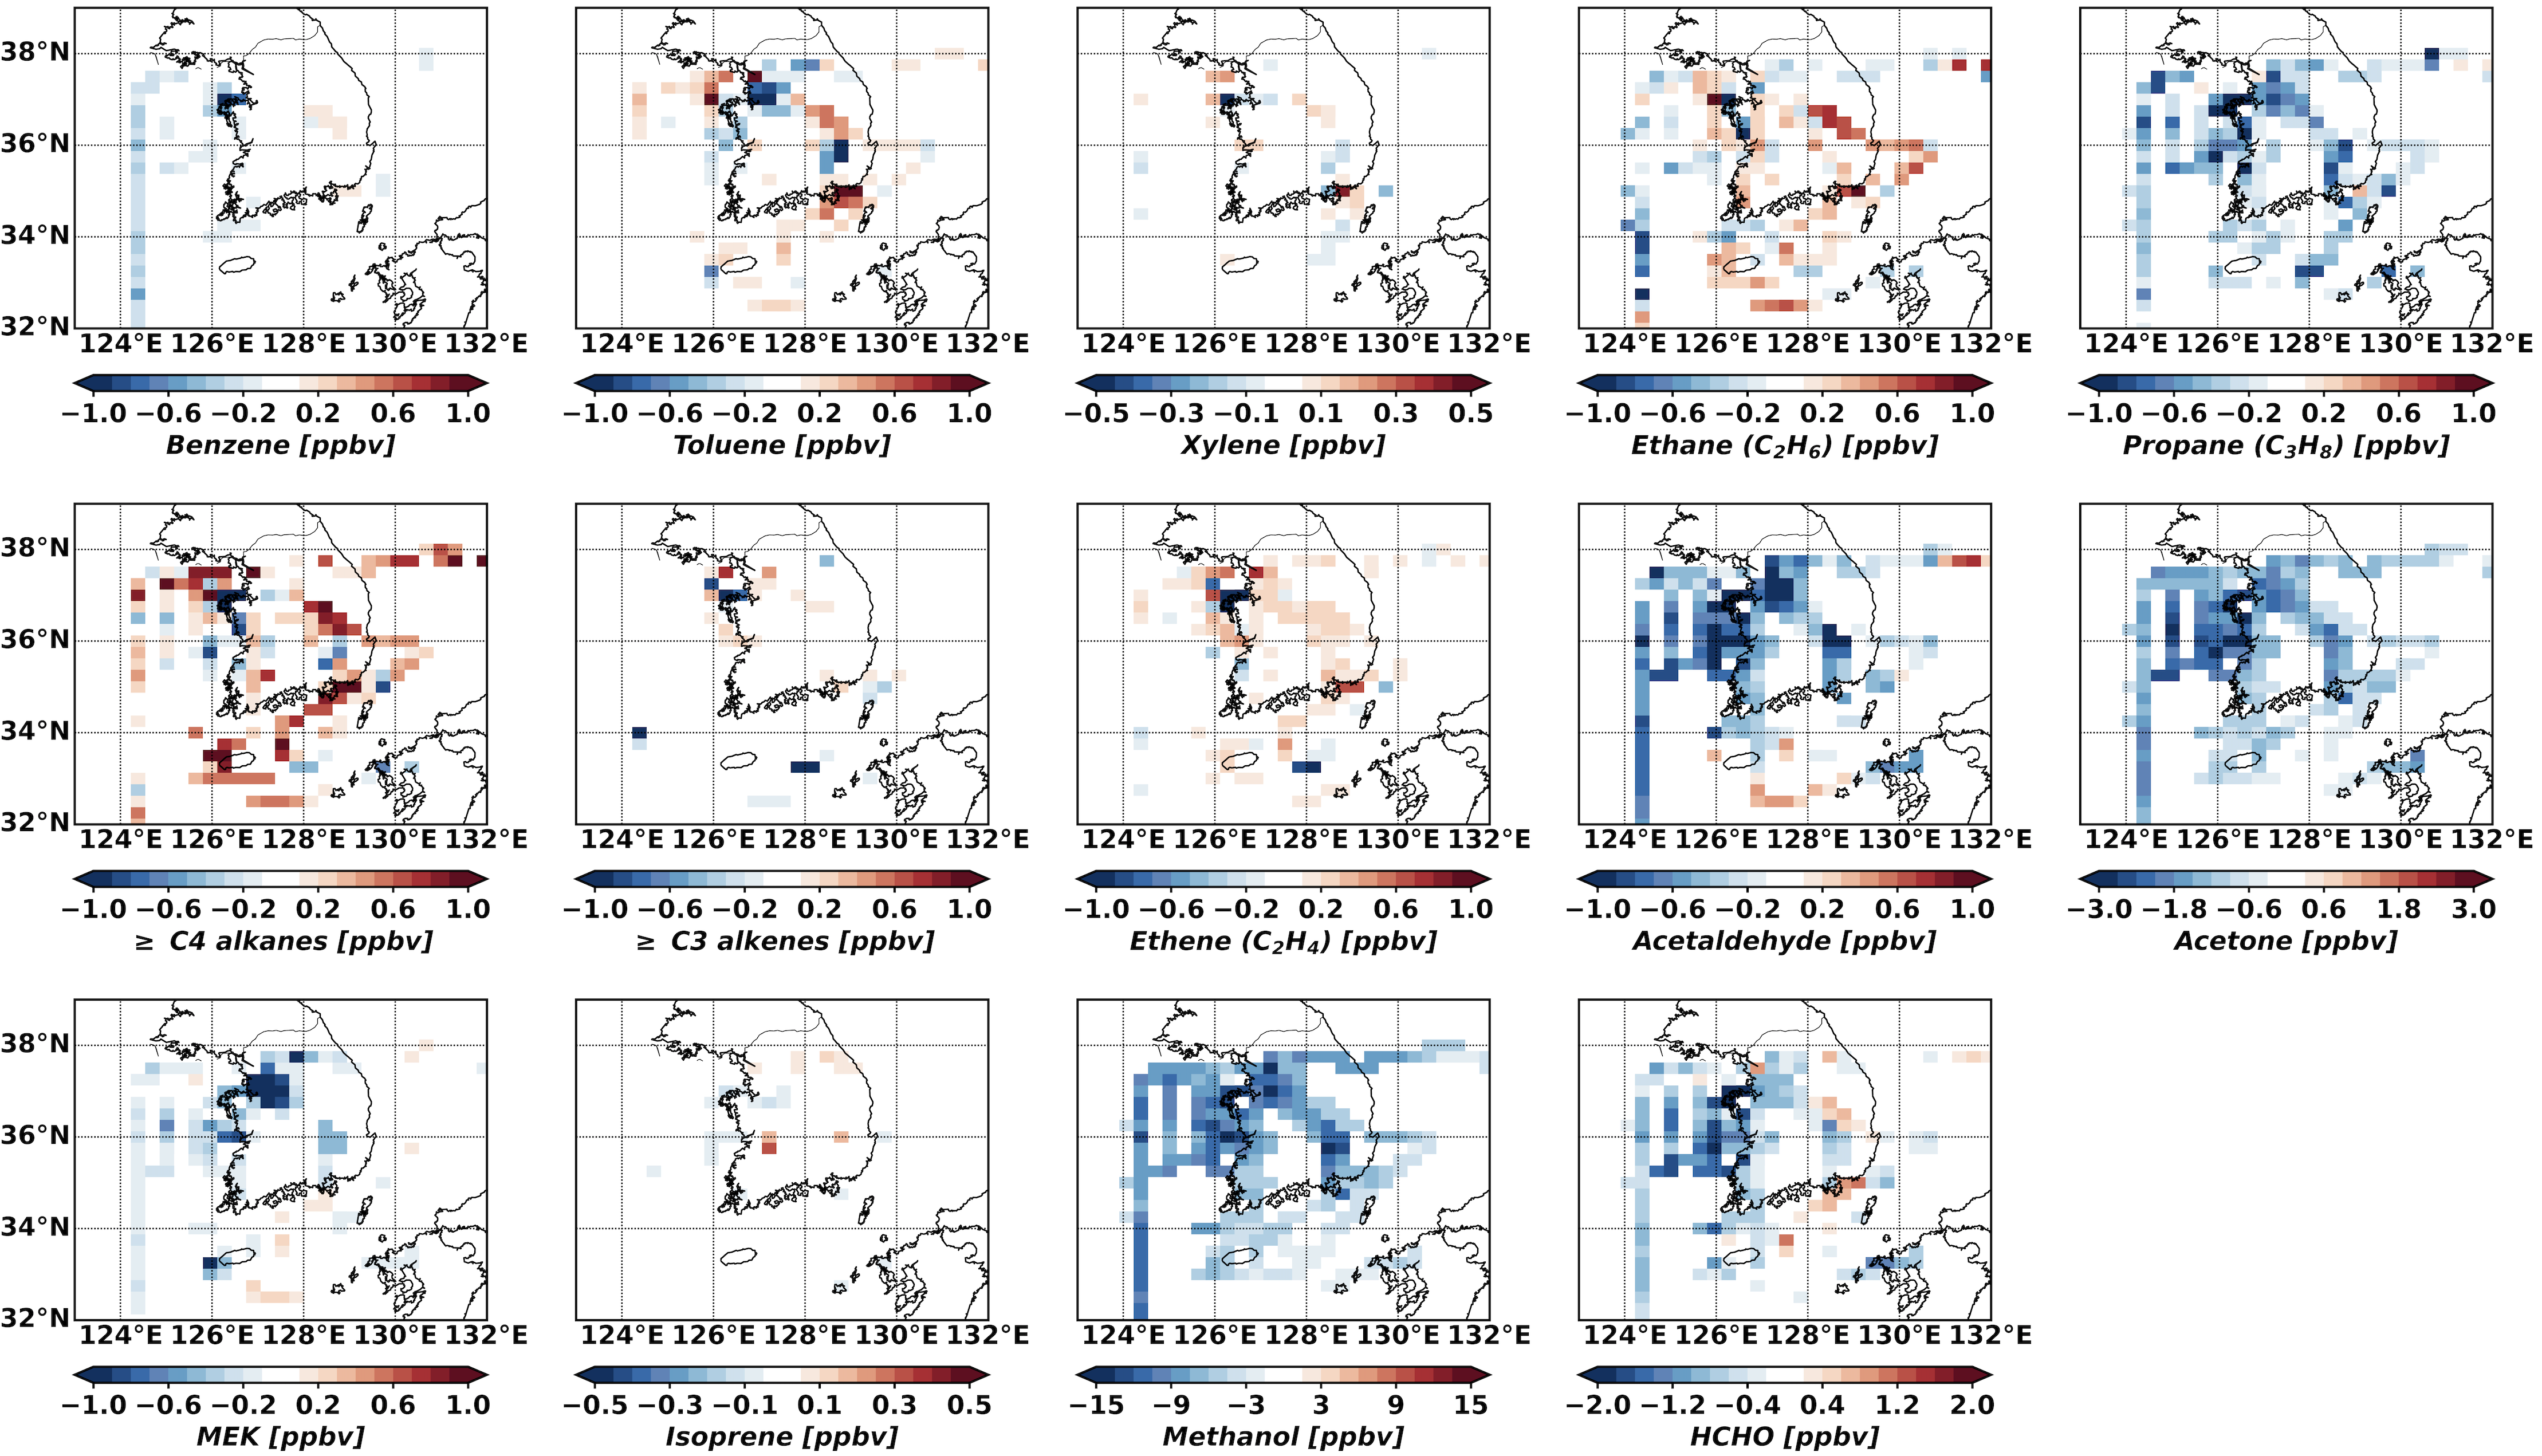 38°N
36°N
34°N
32°N
124°E 126°E 128°E 130°E 132°E
124°E 126°E 128°E 130°E 132°E
124°E 126°E 128°E 130°E 132°E
124°E 126°E 128°E 130°E 132°E
124°E 126°E 128°E 130°E 132°E
−1.0 −0.6 −0.2 0.2 0.6 1.0
−1.0 −0.6 −0.2 0.2 0.6 1.0
−0.5 −0.3 −0.1 0.1 0.3 0.5
−1.0 −0.6 −0.2 0.2 0.6 1.0
−1.0 −0.6 −0.2 0.2 0.6 1.0
Benzene [ppbv]
Toluene [ppbv]
Xylene [ppbv]
Ethane (C₂H₆) [ppbv]
Propane (C₃H₈) [ppbv]
38°N
36°N
34°N
32°N
124°E 126°E 128°E 130°E 132°E
124°E 126°E 128°E 130°E 132°E
124°E 126°E 128°E 130°E 132°E
124°E 126°E 128°E 130°E 132°E
124°E 126°E 128°E 130°E 132°E
−1.0 −0.6 −0.2 0.2 0.6 1.0
−1.0 −0.6 −0.2 0.2 0.6 1.0
−1.0 −0.6 −0.2 0.2 0.6 1.0
−1.0 −0.6 −0.2 0.2 0.6 1.0
−3.0 −1.8 −0.6 0.6 1.8 3.0
≥ C4 alkanes [ppbv]
≥ C3 alkenes [ppbv]
Ethene (C₂H₄) [ppbv]
Acetaldehyde [ppbv]
Acetone [ppbv]
38°N
36°N
34°N
32°N
124°E 126°E 128°E 130°E 132°E
124°E 126°E 128°E 130°E 132°E
124°E 126°E 128°E 130°E 132°E
124°E 126°E 128°E 130°E 132°E
−1.0 −0.6 −0.2 0.2 0.6 1.0
−0.5 −0.3 −0.1 0.1 0.3 0.5
−15 −9 −3 3 9 15
−2.0 −1.2 −0.4 0.4 1.2 2.0
MEK [ppbv]
Isoprene [ppbv]
Methanol [ppbv]
HCHO [ppbv]